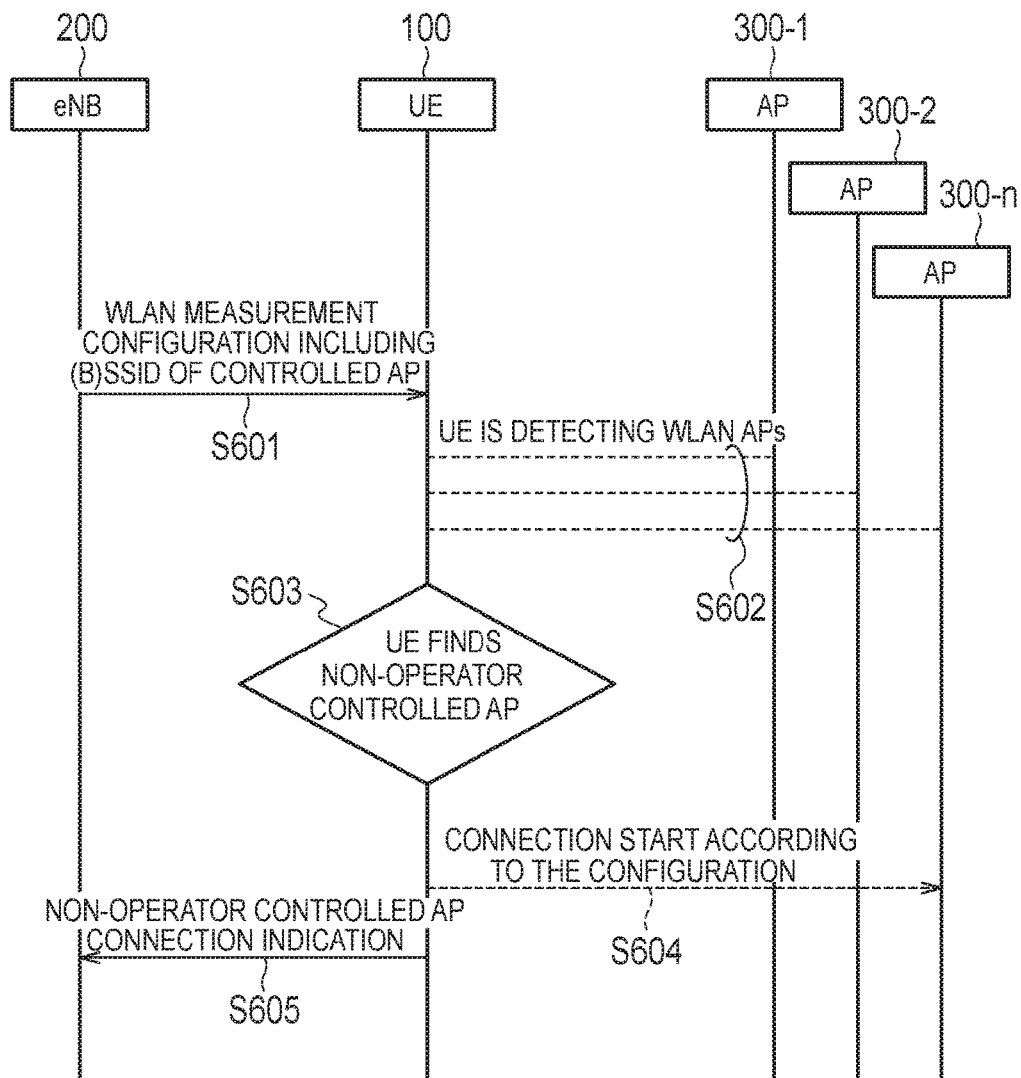 200
100
300-1
eNB
UE
AP
300-2
AP
300-n
AP
WLAN MEASUREMENT
CONFIGURATION INCLUDING
(B)SSID OF CONTROLLED AP
S601
UE IS DETECTING WLAN APs
S602
S603
UE FINDS
NON-OPERATOR
CONTROLLED AP
CONNECTION START ACCORDING
TO THE CONFIGURATION
S604
NON-OPERATOR CONTROLLED AP
CONNECTION INDICATION
S605